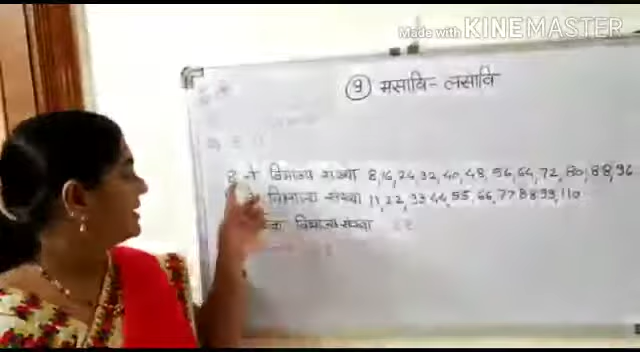 Made with KINEMASTER
① मसावि - लसावि
8 ने विभाज्य संख्या 8,16,24,32,40,48,56,64,72,80,88,96
विभाज्य संख्या 11,22,33,44,55,66,77,88,99,110
विभाज्य संख्या